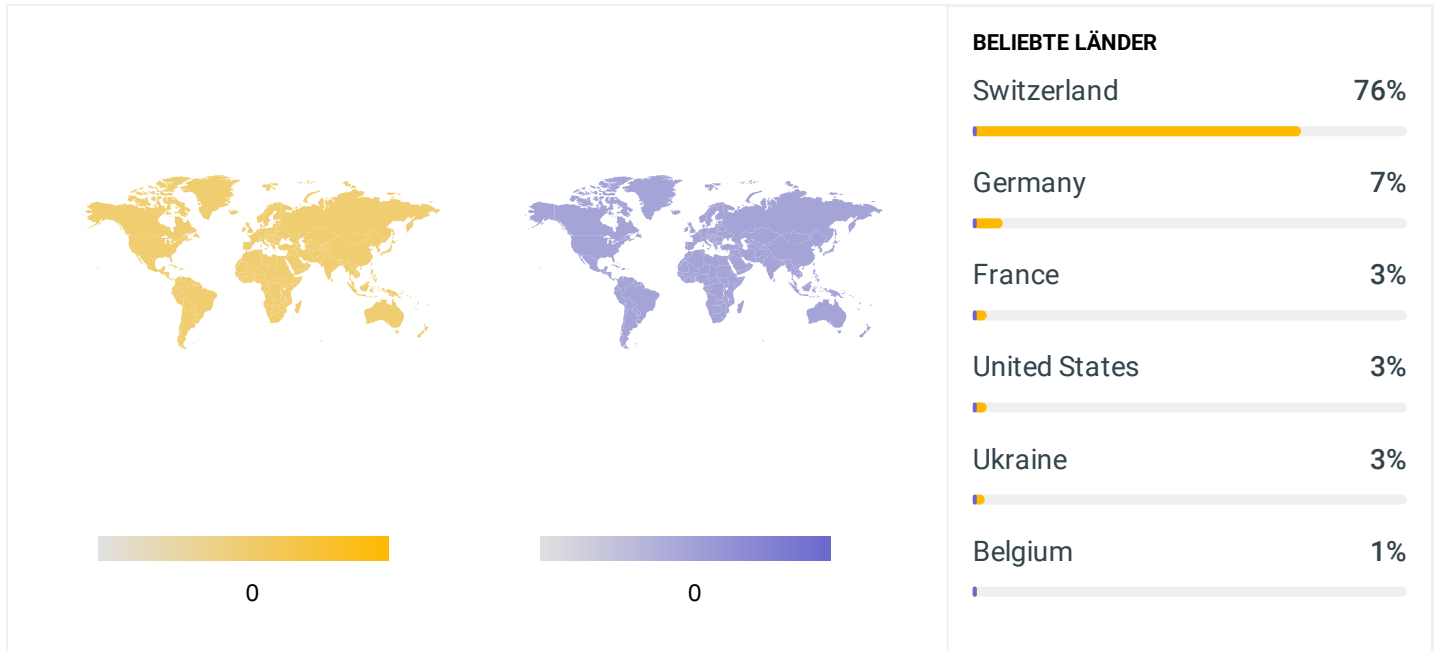 BELIEBTE LÄNDER
Switzerland 76%
Germany 7%
France 3%
United States 3%
Ukraine 3%
Belgium 1%
0
0